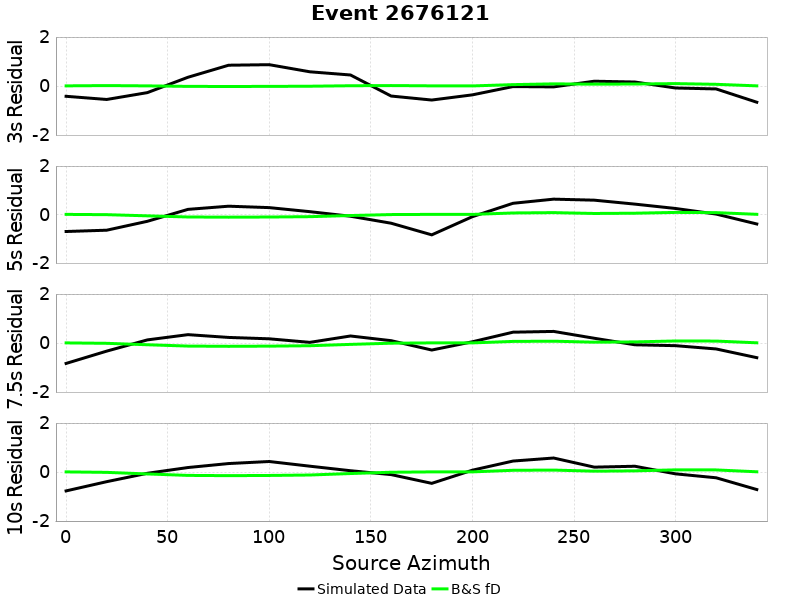 Event 2676121
3s Residual
2
0
-2
5s Residual
2
0
-2
7.5s Residual
2
0
-2
10s Residual
2
0
-2
0 50 100 150 200 250 300
Source Azimuth
Simulated Data B&S fD